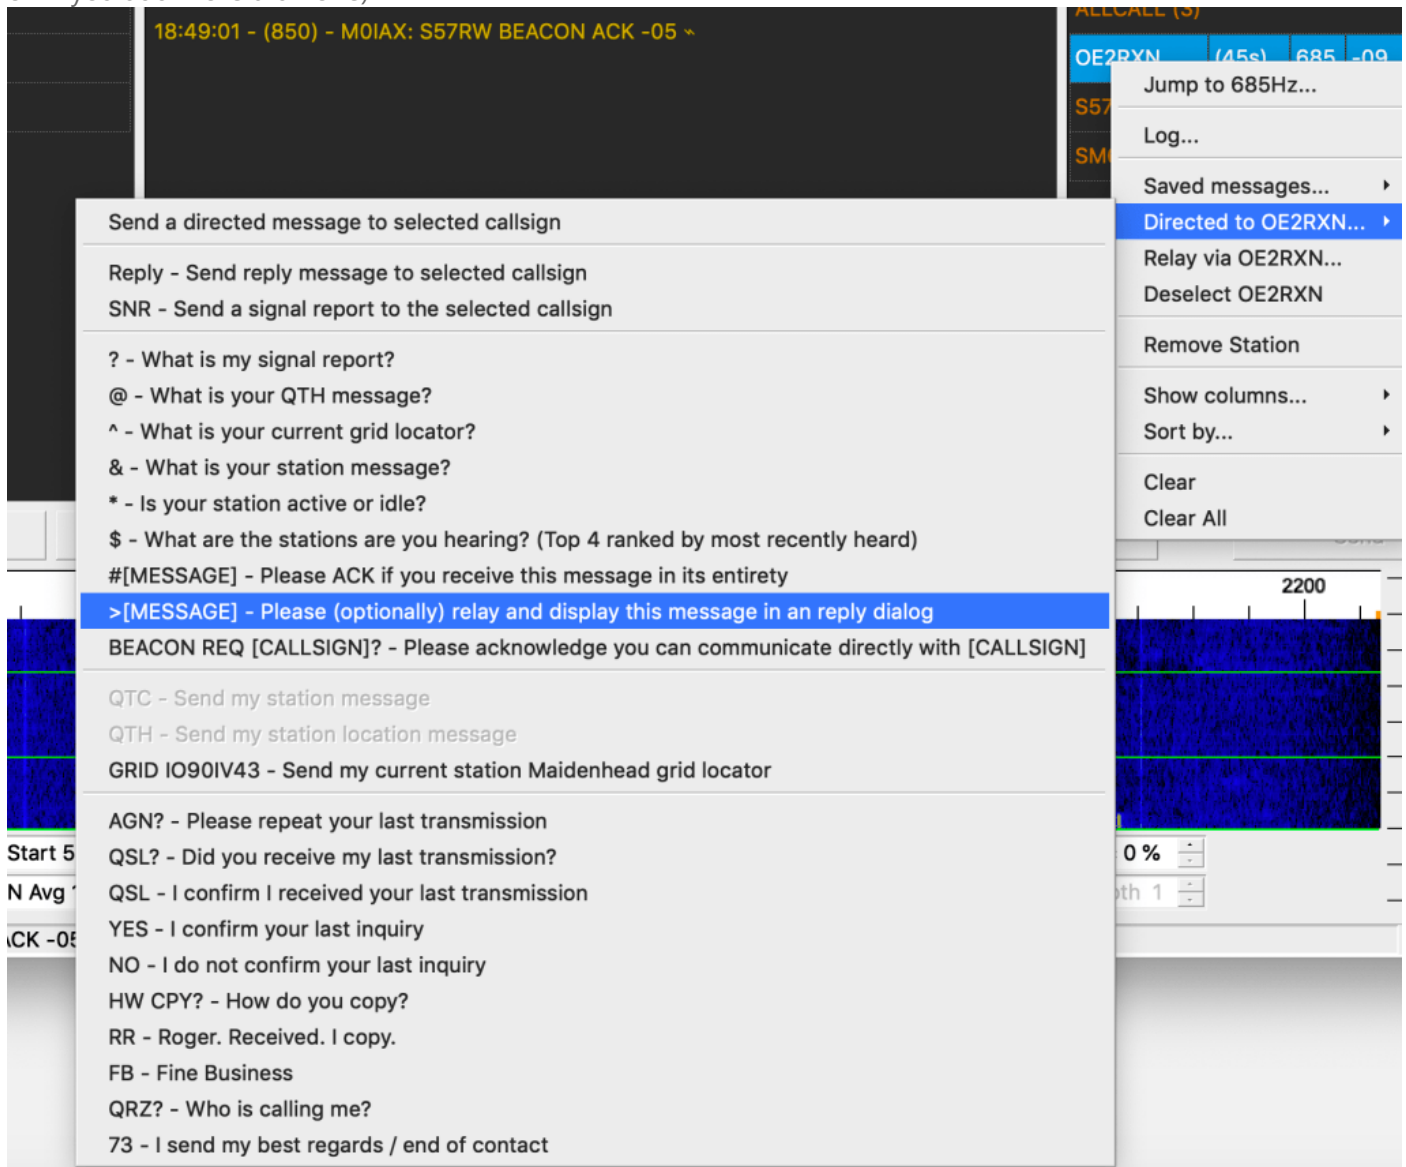 18:49:01 - (850) - M0IAX: S57RW BEACON ACK -05
ALLCALL (3)
OE2RXN (45s) 685 -09
S57
SM
Jump to 685Hz...
Log...
Saved messages...
Directed to OE2RXN...
Relay via OE2RXN...
Deselect OE2RXN
Remove Station
Show columns...
Sort by...
Clear
Clear All
Send a directed message to selected callsign
Reply - Send reply message to selected callsign
SNR - Send a signal report to the selected callsign
? - What is my signal report?
@ - What is your QTH message?
^ - What is your current grid locator?
& - What is your station message?
* - Is your station active or idle?
$ - What are the stations are you hearing? (Top 4 ranked by most recently heard)
#[MESSAGE] - Please ACK if you receive this message in its entirety
>[MESSAGE] - Please (optionally) relay and display this message in an reply dialog
BEACON REQ [CALLSIGN]? - Please acknowledge you can communicate directly with [CALLSIGN]
QTC - Send my station message
QTH - Send my station location message
GRID IO90IV43 - Send my current station Maidenhead grid locator
AGN? - Please repeat your last transmission
QSL? - Did you receive my last transmission?
QSL - I confirm I received your last transmission
YES - I confirm your last inquiry
NO - I do not confirm your last inquiry
HW CPY? - How do you copy?
RR - Roger. Received. I copy.
FB - Fine Business
QRZ? - Who is calling me?
73 - I send my best regards / end of contact
2200
Start 5
0 %
N Avg
th 1
CK -05